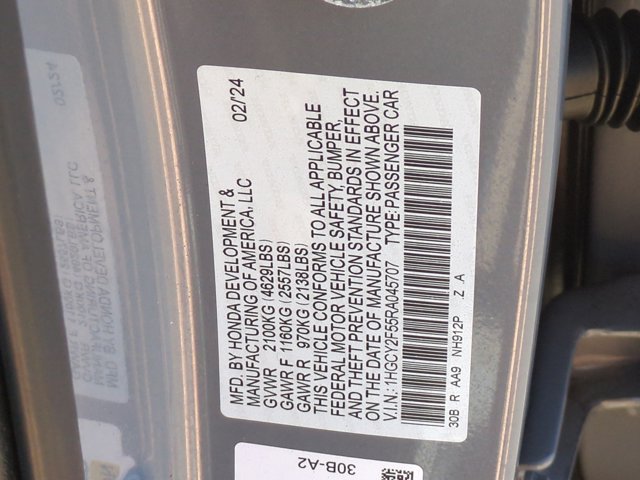 MFD. BY HONDA DEVELOPMENT & 02/24
MANUFACTURING OF AMERICA, LLC
GVWR 2100KG (4629LBS)
GAWR F 1160KG (2557LBS)
GAWR R 970KG (2138LBS)
THIS VEHICLE CONFORMS TO ALL APPLICABLE
FEDERAL MOTOR VEHICLE SAFETY, BUMPER,
AND THEFT PREVENTION STANDARDS IN EFFECT
ON THE DATE OF MANUFACTURE SHOWN ABOVE.
V.I.N.:1HGCY2F55RA045707 TYPE:PASSENGER CAR
30B R AA9 NH912P Z A
30B-A2